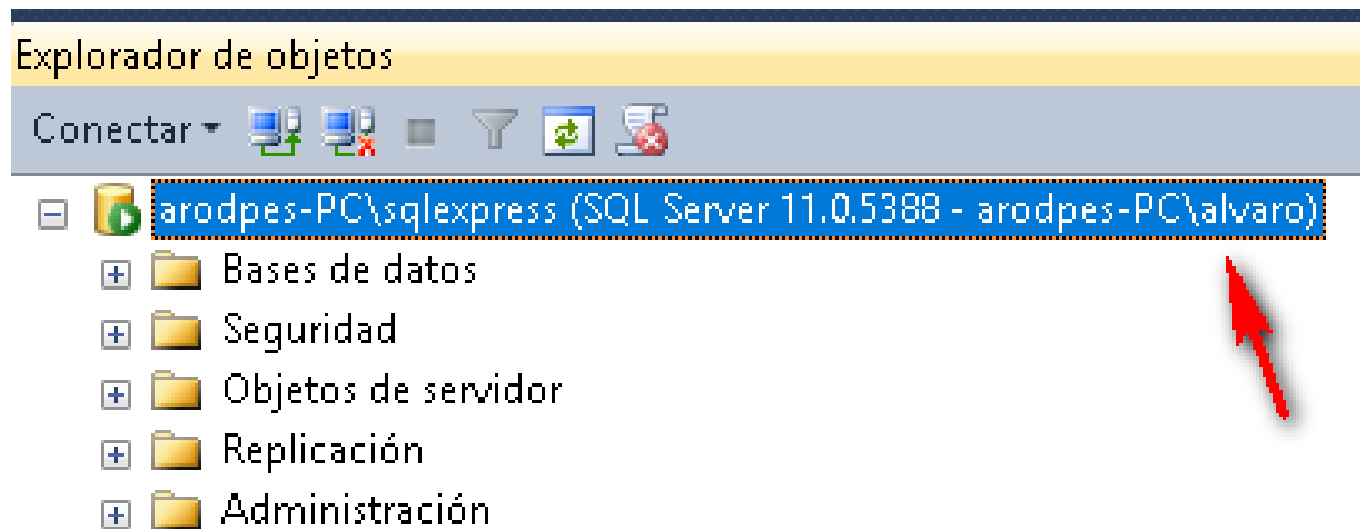 Explorador de objetos
Conectar
arodpes-PC\sqlexpress (SQL Server 11.0.5388 - arodpes-PC\alvaro)
Bases de datos
Seguridad
Objetos de servidor
Replicación
Administración